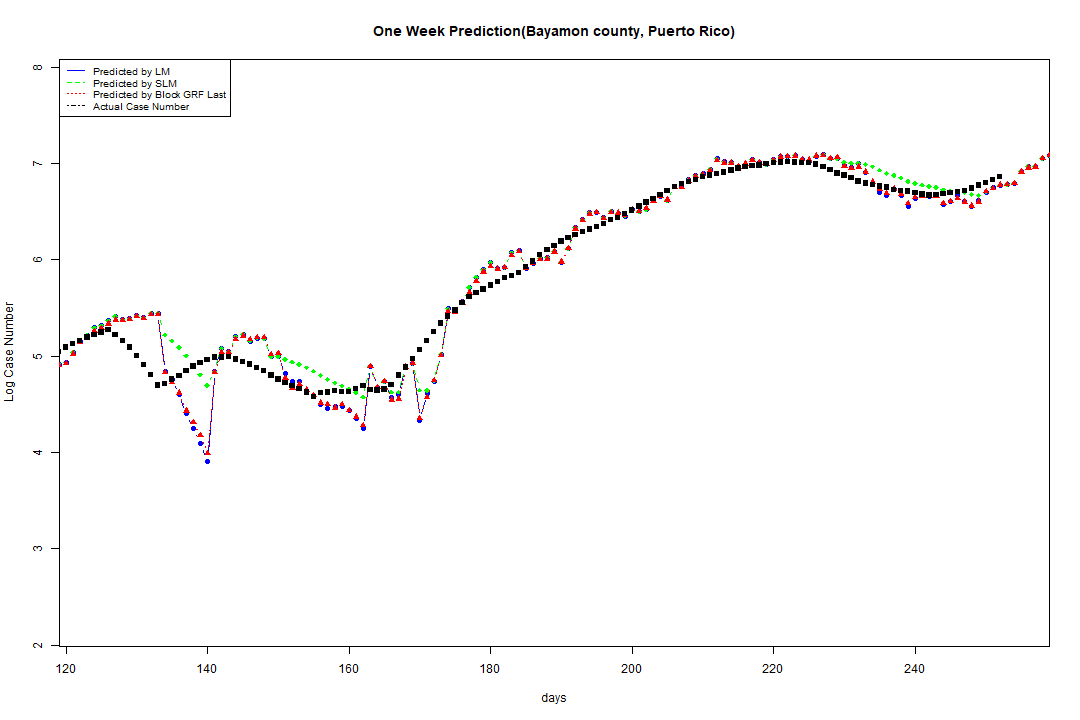 One Week Prediction(Bayamon county, Puerto Rico)
Predicted by LM
Predicted by SLM
Predicted by Block GRF Last
Actual Case Number
8
7
6
5
4
3
2
Log Case Number
120 140 160 180 200 220 240
days